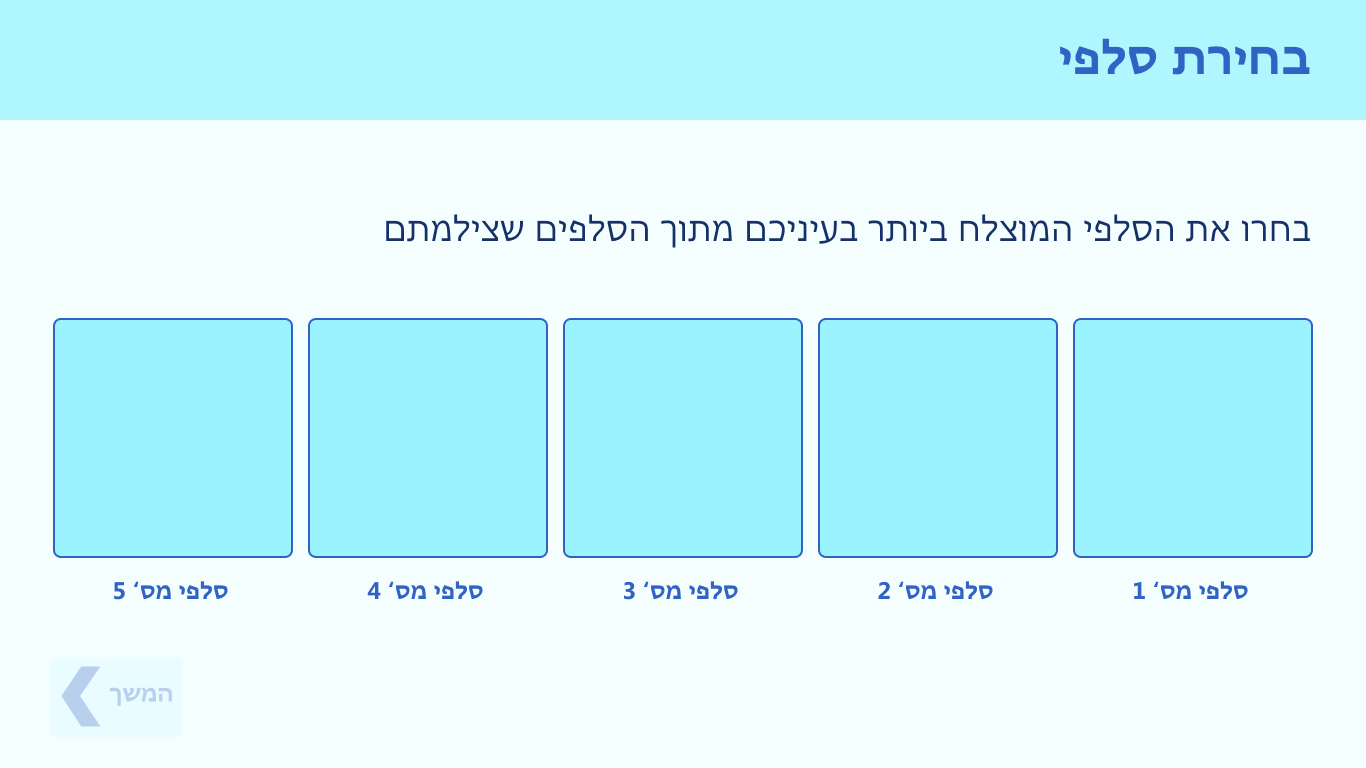 בחירת סלפי
בחרו את הסלפי המוצלח ביותר בעיניכם מתוך הסלפים שצילמתם
סלפי מס‘ 1
סלפי מס‘ 2
סלפי מס‘ 3
סלפי מס‘ 4
סלפי מס‘ 5
המשך